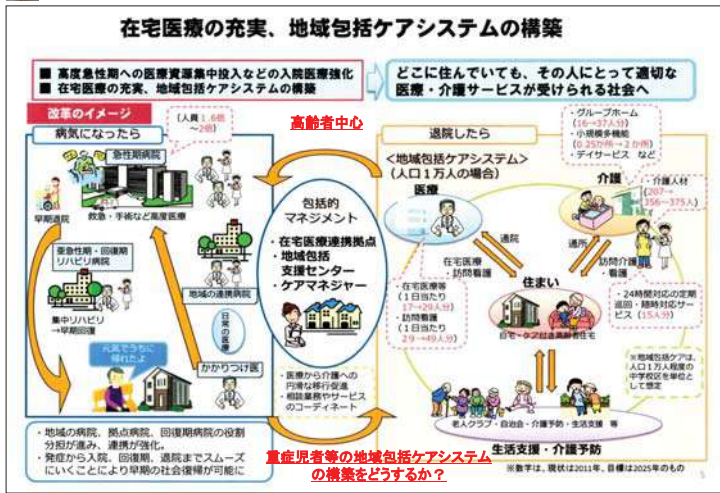 在宅医療の充実、地域包括ケアシステムの構築
■ 高度急性期への医療資源集中投入などの入院医療強化
■ 在宅医療の充実、地域包括ケアシステムの構築
どこに住んでいても、その人にとって適切な
医療・介護サービスが受けられる社会へ
改革のイメージ
病気になったら
(人員1.6倍
～2倍)
急性期病院
早期退院
救急・手術など高度医療
亜急性期・回復期
リハビリ病院
集中リハビリ
→早期回復
地域の連携病院
日常の医療
元気でうちに
帰れたよ
かかりつけ医
・地域の病院、拠点病院、回復期病院の役割
分担が進み、連携が強化。
・発症から入院、回復期、退院までスムーズ
にいくことにより早期の社会復帰が可能に
高齢者中心
包括的
マネジメント
・在宅医療連携拠点
・地域包括
支援センター
・ケアマネジャー
・医療から介護への
円滑な移行促進
・相談業務やサービス
のコーディネート
重症児者等の地域包括ケアシステム
の構築をどうするか？
退院したら
＜地域包括ケアシステム＞
(人口1万人の場合)
・グループホーム
(16→37人分)
・小規模多機能
(0.25か所→2か所)
・デイサービス など
医療
介護
・介護人材
(207→
356～375人)
通院
通所
在宅医療
・訪問看護
訪問介護
・看護
・在宅医療等
(1日当たり
17→29人分)
・訪問看護
(1日当たり
29→49人分)
住まい
自宅・ケア付き高齢者住宅
・24時間対応の定期
巡回・随時対応サー
ビス(15人分)
※地域包括ケアは、
人口1万人程度の
中学校区を単位と
して想定
老人クラブ・自治会・介護予防・生活支援 等
生活支援・介護予防
※数字は、現状は2011年、目標は2025年のもの
5